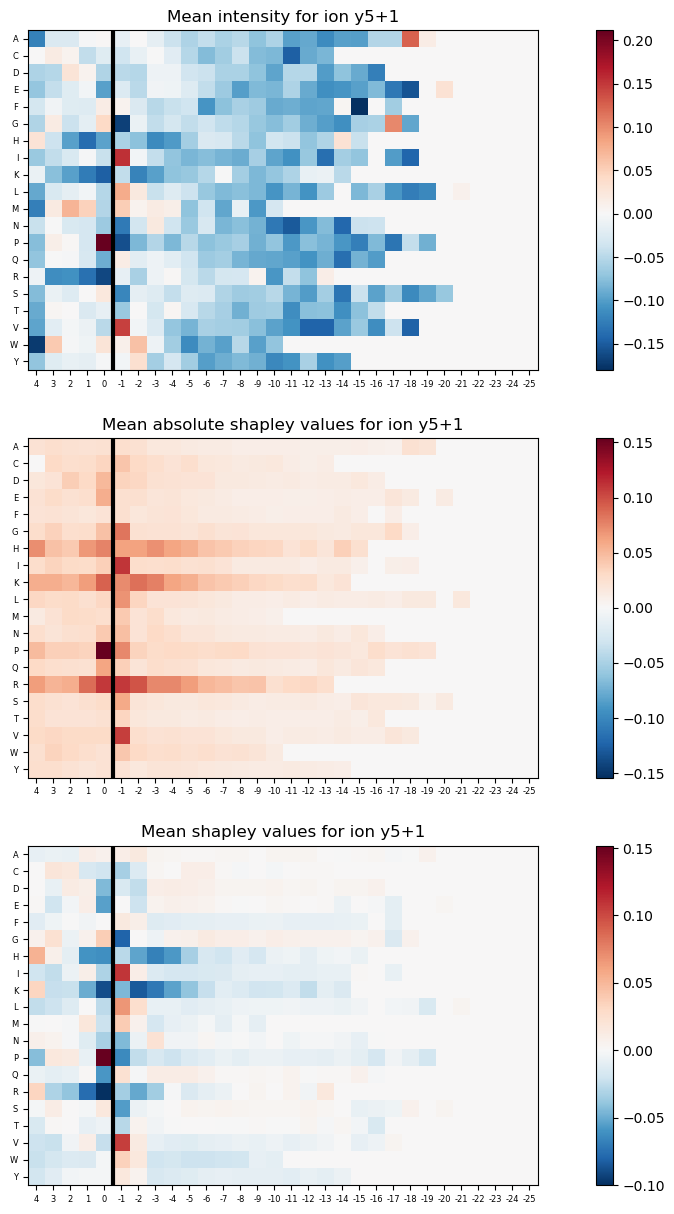 Mean intensity for ion y5+1
A
C
D
E
F
G
H
I
K
L
M
N
P
Q
R
S
T
V
W
Y
4 3 2 1 0 -1 -2 -3 -4 -5 -6 -7 -8 -9 -10 -11 -12 -13 -14 -15 -16 -17 -18 -19 -20 -21 -22 -23 -24 -25
0.20
0.15
0.10
0.05
0.00
−0.05
−0.10
−0.15
Mean absolute shapley values for ion y5+1
A
C
D
E
F
G
H
I
K
L
M
N
P
Q
R
S
T
V
W
Y
4 3 2 1 0 -1 -2 -3 -4 -5 -6 -7 -8 -9 -10 -11 -12 -13 -14 -15 -16 -17 -18 -19 -20 -21 -22 -23 -24 -25
0.15
0.10
0.05
0.00
−0.05
−0.10
−0.15
Mean shapley values for ion y5+1
A
C
D
E
F
G
H
I
K
L
M
N
P
Q
R
S
T
V
W
Y
4 3 2 1 0 -1 -2 -3 -4 -5 -6 -7 -8 -9 -10 -11 -12 -13 -14 -15 -16 -17 -18 -19 -20 -21 -22 -23 -24 -25
0.15
0.10
0.05
0.00
−0.05
−0.10